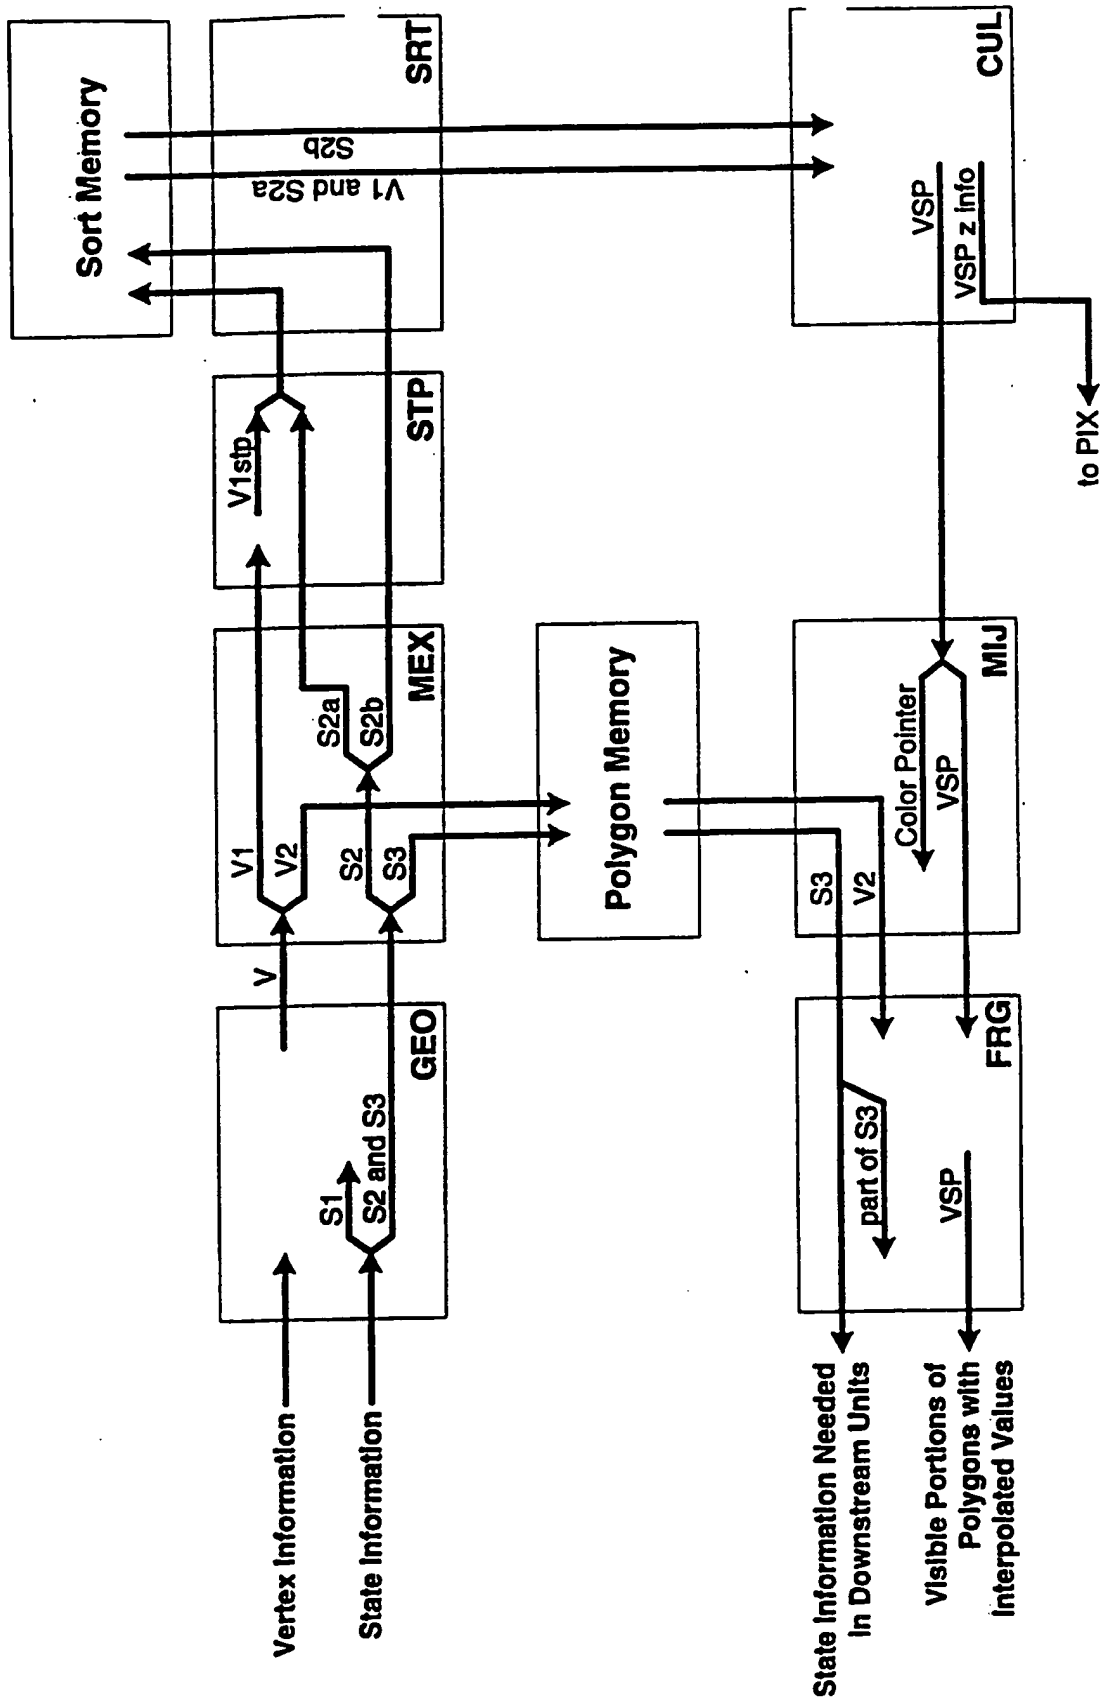 Sort Memory
SRT
S2b
V1 and S2a
STP
V1stp
MEX
V1
V2
S2
S3
S2a
S2b
V
GEO
S1
S2 and S3
Vertex Information
State Information
Polygon Memory
CUL
VSP
VSP z info
to PIX
MIJ
Color Pointer
VSP
S3
V2
FRG
part of S3
VSP
State Information Needed
In Downstream Units
Visible Portions of
Polygons with
Interpolated Values